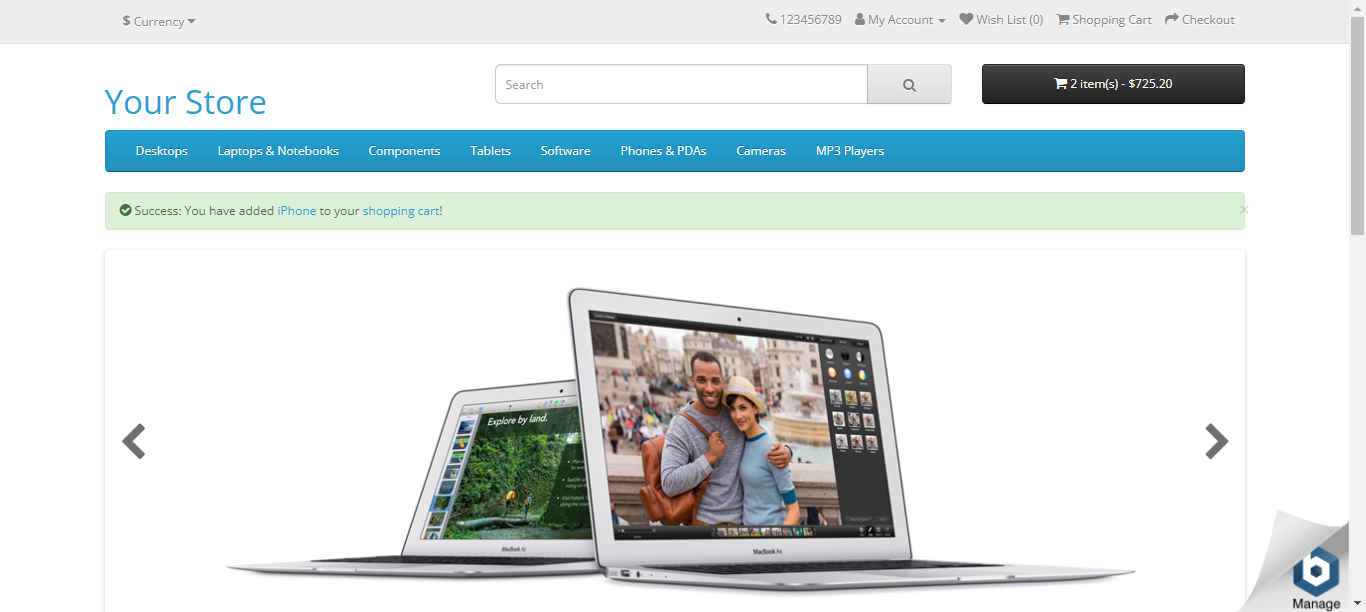 $ Currency
123456789 My Account Wish List (0) Shopping Cart Checkout
Your Store
Search
2 item(s) - $725.20
Desktops Laptops & Notebooks Components Tablets Software Phones & PDAs Cameras MP3 Players
Success: You have added iPhone to your shopping cart!
×
Explore by land.
MacBook Air
MacBook Air
Manage